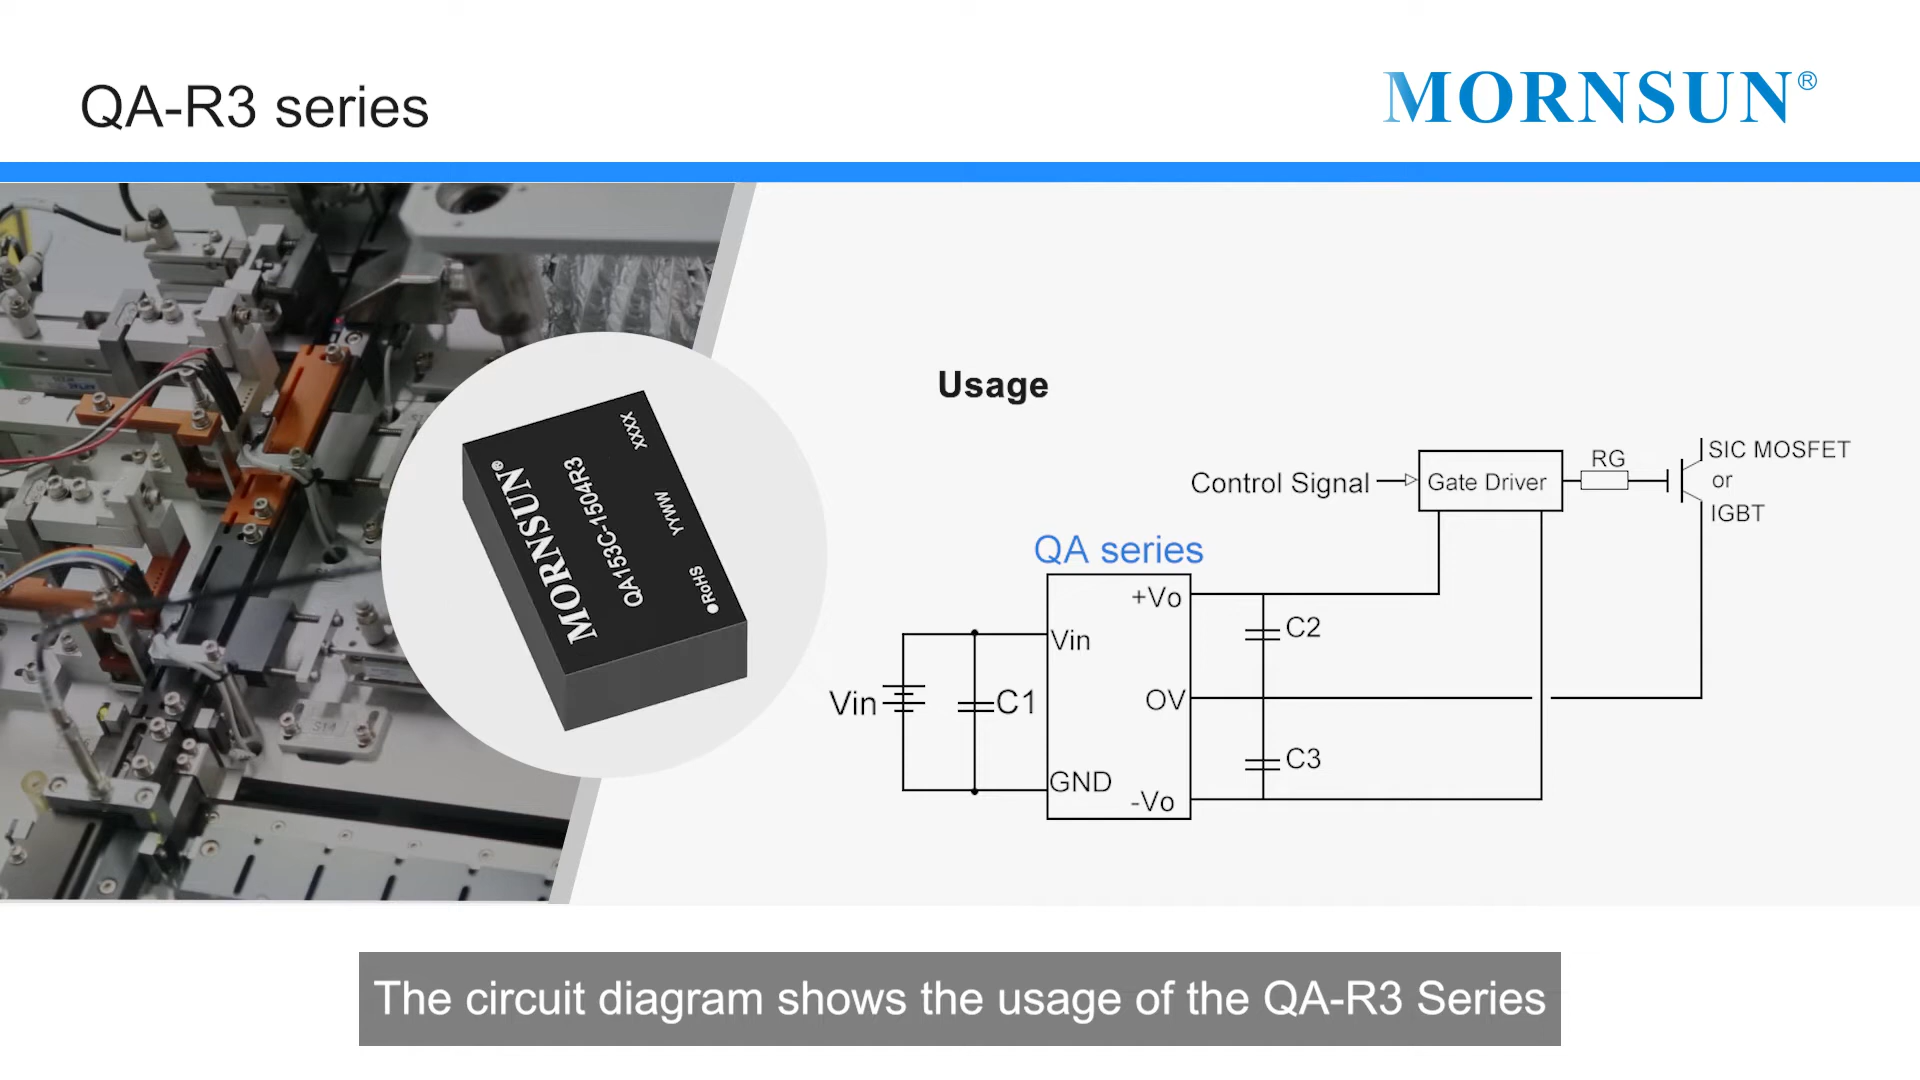 QA-R3 series
MORNSUN®
MORNSUN®
QA153C-1504R3
XXXX
YYWW
RoHS
Usage
Control Signal
Gate Driver
RG
SIC MOSFET
or
IGBT
QA series
+Vo
C2
Vin
Vin
C1
OV
C3
GND
-Vo
S14
The circuit diagram shows the usage of the QA-R3 Series